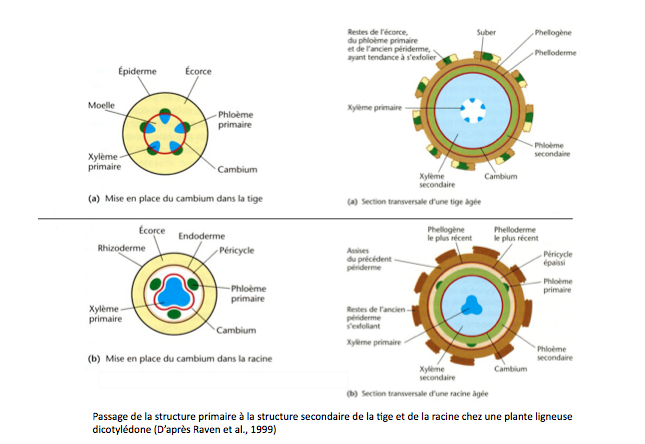 Épiderme
Écorce
Moelle
Phloème
primaire
Xylème
primaire
Cambium
(a) Mise en place du cambium dans la tige
Restes de l'écorce,
du phloème primaire
et de l'ancien périderme,
ayant tendance à s'exfolier
Suber
Phellogène
Phelloderme
Xylème primaire
Phloème
secondaire
Xylème
secondaire
Cambium
(a) Section transversale d'une tige âgée
Écorce
Endoderme
Rhizoderme
Péricycle
Phloème
primaire
Xylème
primaire
Cambium
(b) Mise en place du cambium dans la racine
Phellogène
le plus récent
Phelloderme
le plus récent
Assises
du précédent
périderme
Péricycle
épaissi
Phloème
primaire
Restes de l'ancien
périderme
s'exfoliant
Xylème primaire
Phloème
secondaire
Xylème
secondaire
Cambium
(b) Section transversale d'une racine âgée
Passage de la structure primaire à la structure secondaire de la tige et de la racine chez une plante ligneuse
dicotylédone (D'après Raven et al., 1999)